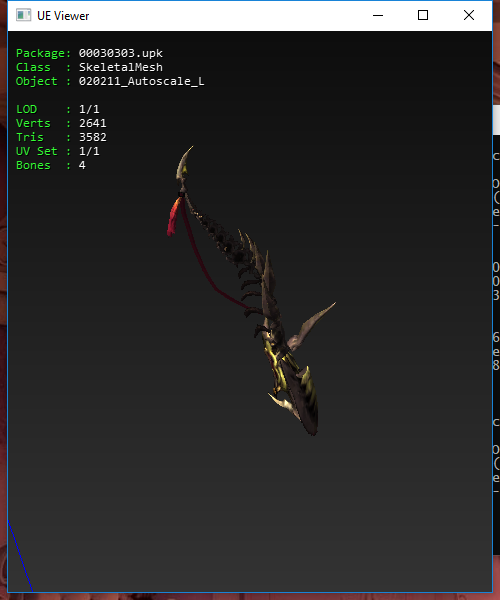 UE Viewer
Package: 00030303.upk
Class : SkeletalMesh
Object : 020211_Autoscale_L
LOD : 1/1
Verts : 2641
Tris : 3582
UV Set : 1/1
Bones : 4